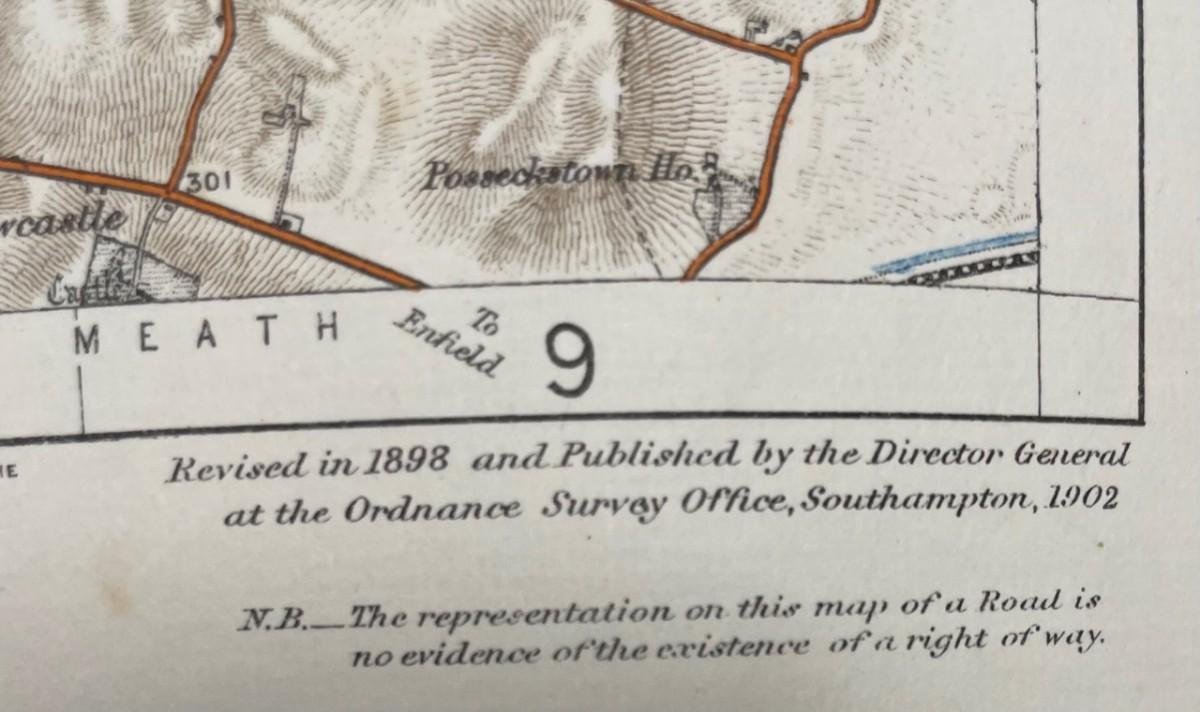 Posseckstown Ho.
301
wcastle
Castle
MEATH
To
Enfield
9
HE
Revised in 1898 and Published by the Director General
at the Ordnance Survey Office, Southampton, 1902
N.B.—The representation on this map of a Road is
no evidence of the existence of a right of way.